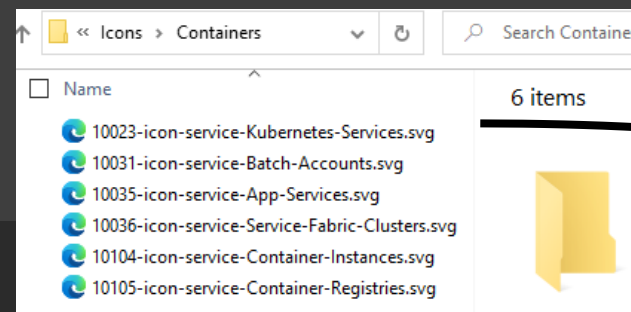 « Icons > Containers
Search Containe
Name
6 items
10023-icon-service-Kubernetes-Services.svg
10031-icon-service-Batch-Accounts.svg
10035-icon-service-App-Services.svg
10036-icon-service-Service-Fabric-Clusters.svg
10104-icon-service-Container-Instances.svg
10105-icon-service-Container-Registries.svg